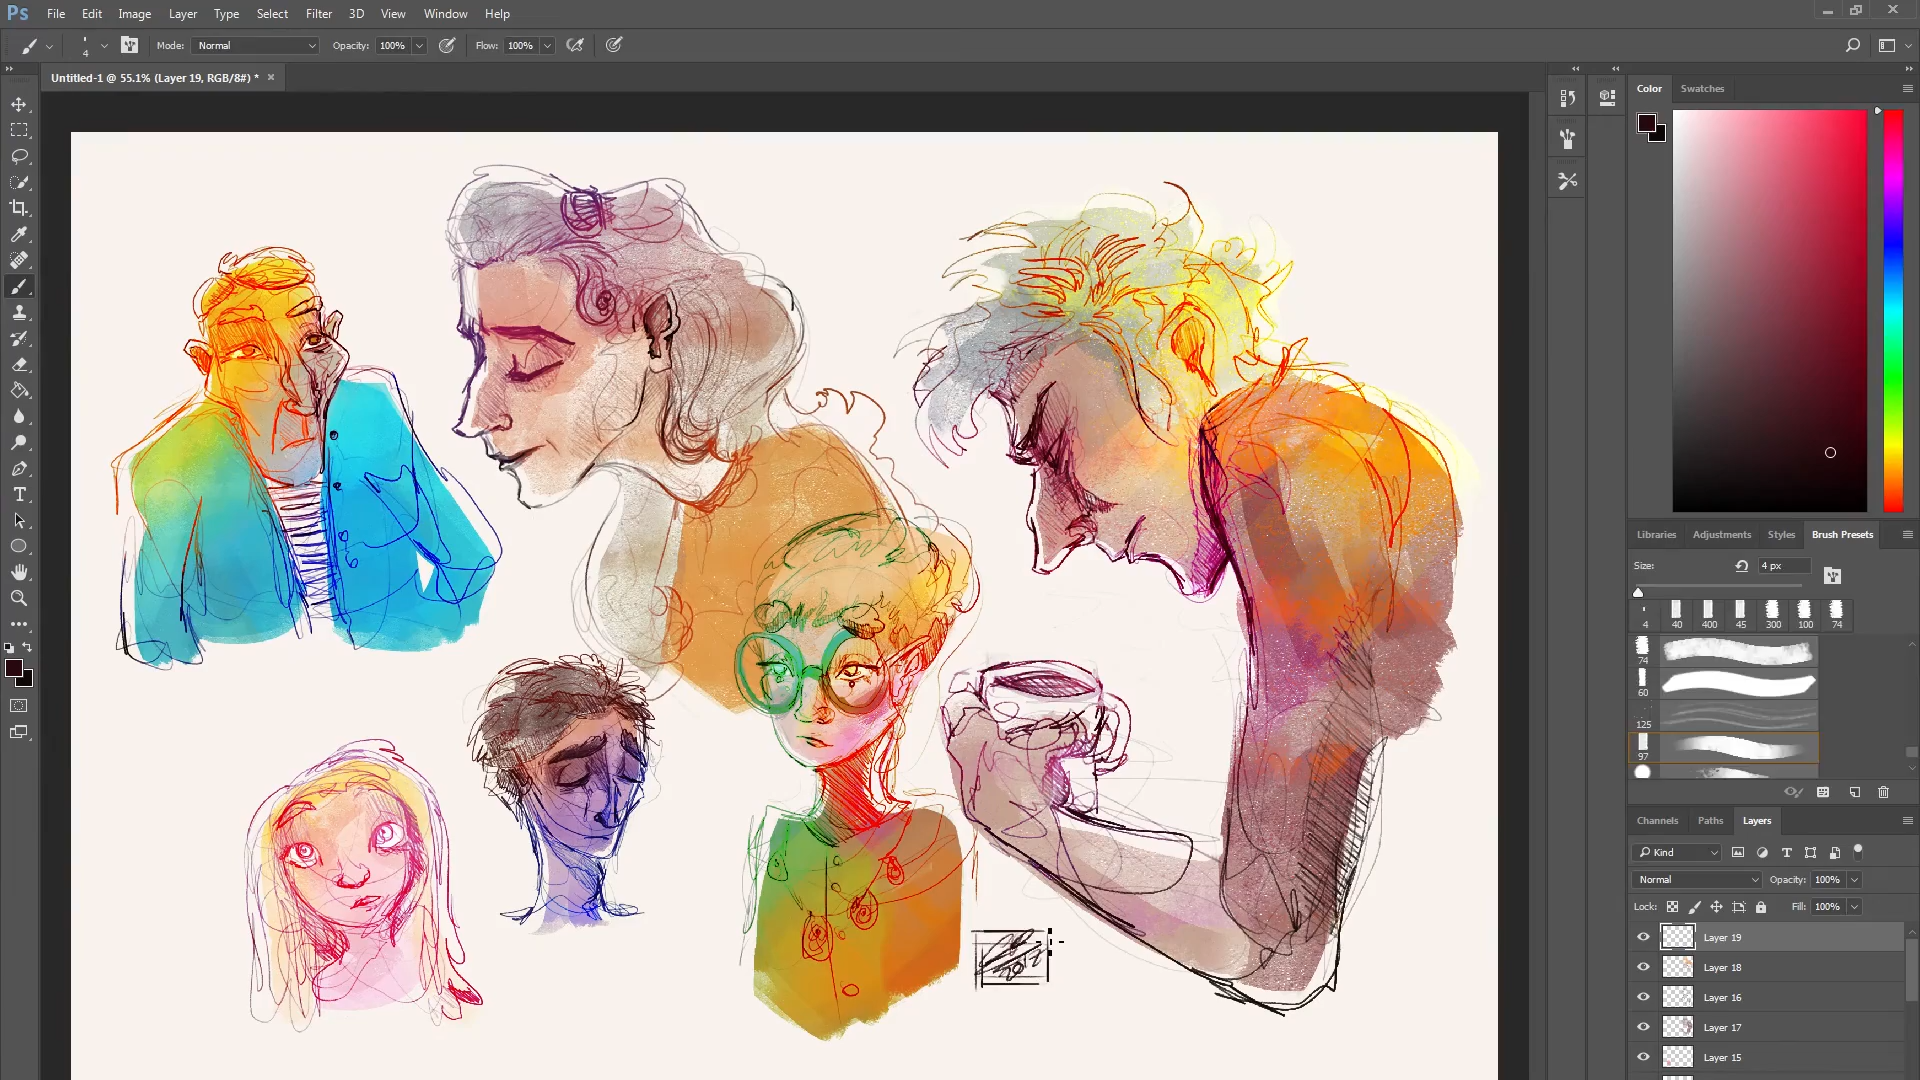 Ps File Edit Image Layer Type Select Filter 3D View Window Help
4 Mode: Normal Opacity: 100% Flow: 100%
Untitled-1 @ 55.1% (Layer 19, RGB/8#) * ×
Color Swatches
Libraries Adjustments Styles Brush Presets
Size: 4 px
4 40 400 45 300 100 74
74
60
125
97
Channels Paths Layers
Kind
Normal Opacity: 100%
Lock: Fill: 100%
Layer 19
Layer 18
Layer 16
Layer 17
Layer 15